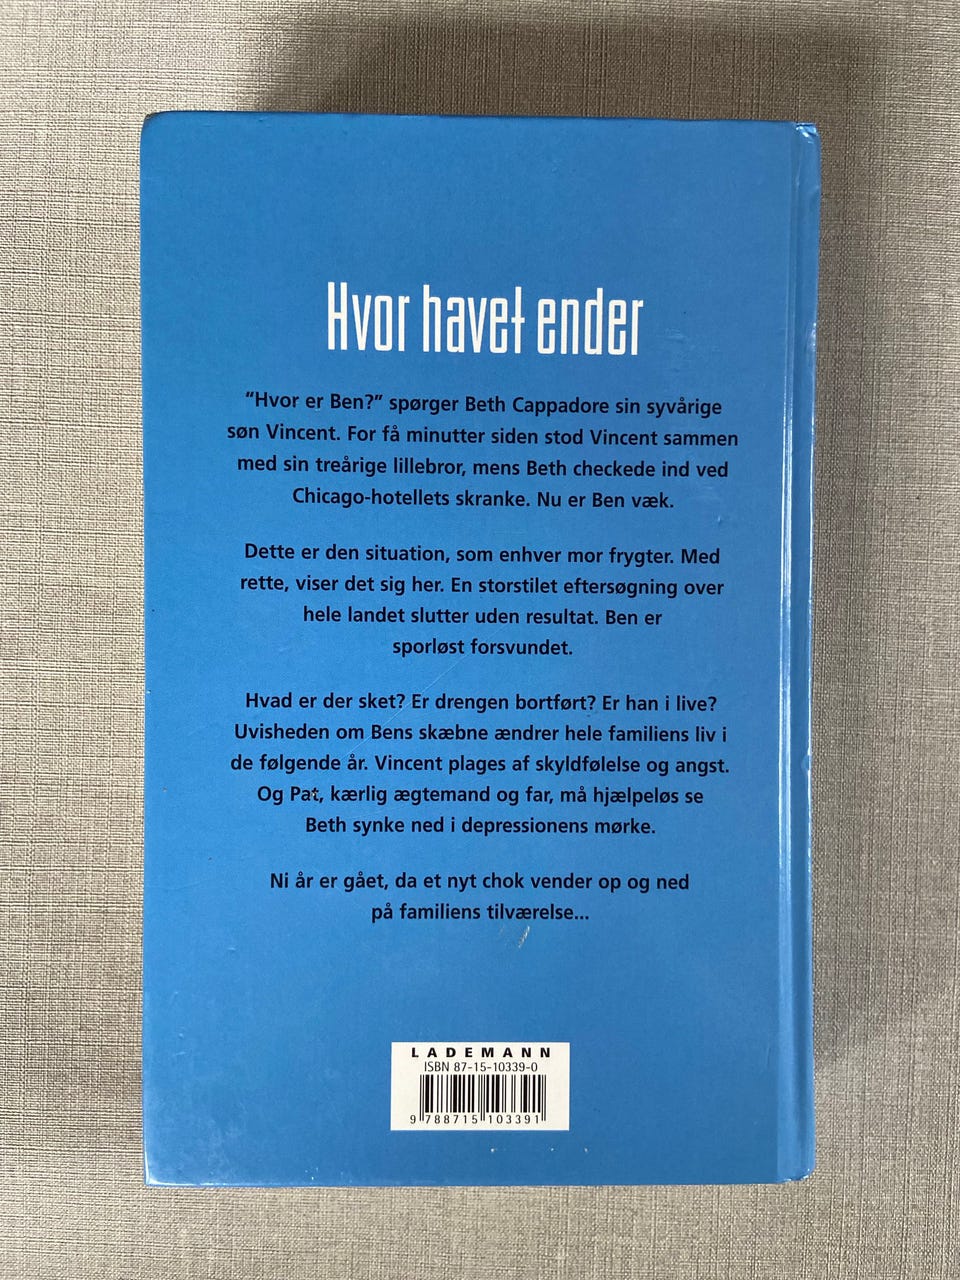 Hvor havet ender
“Hvor er Ben?” spørger Beth Cappadore sin syvårige
søn Vincent. For få minutter siden stod Vincent sammen
med sin treårige lillebror, mens Beth checkede ind ved
Chicago-hotellets skranke. Nu er Ben væk.
Dette er den situation, som enhver mor frygter. Med
rette, viser det sig her. En storstilet eftersøgning over
hele landet slutter uden resultat. Ben er
sporløst forsvundet.
Hvad er der sket? Er drengen bortført? Er han i live?
Uvisheden om Bens skæbne ændrer hele familiens liv i
de følgende år. Vincent plages af skyldfølelse og angst.
Og Pat, kærlig ægtemand og far, må hjælpeløs se
Beth synke ned i depressionens mørke.
Ni år er gået, da et nyt chok vender op og ned
på familiens tilværelse...
LADEMANN
ISBN 87-15-10339-0
9 788715 103391